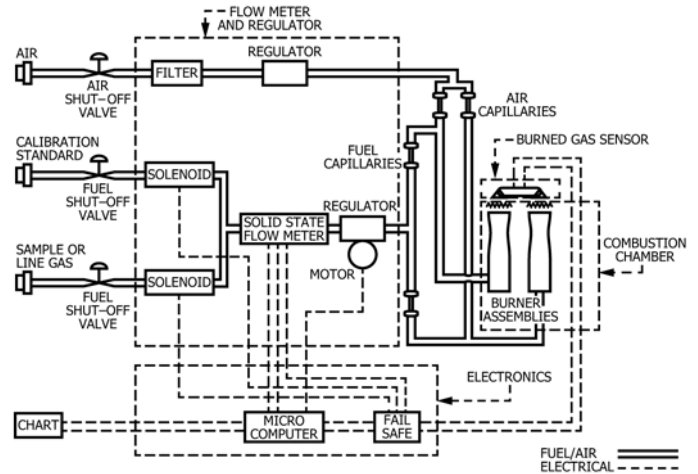 FLOW METER
AND REGULATOR
AIR
REGULATOR
FILTER
AIR
SHUT–OFF
VALVE
AIR
CAPILLARIES
CALIBRATION
STANDARD
BURNED GAS SENSOR
FUEL
CAPILLARIES
SOLENOID
FUEL
SHUT–OFF
VALVE
REGULATOR
SOLID STATE
FLOW METER
SAMPLE OR
LINE GAS
COMBUSTION
CHAMBER
MOTOR
SOLENOID
BURNER
ASSEMBLIES
FUEL
SHUT–OFF
VALVE
ELECTRONICS
CHART
MICRO
COMPUTER
FAIL
SAFE
FUEL/AIR
ELECTRICAL